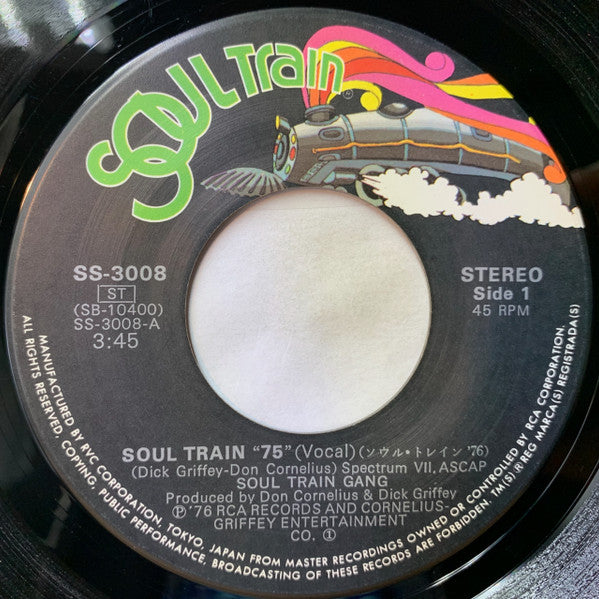 SOUL Train®
SS-3008
ST
(SB-10400)
SS-3008-A
3:45
STEREO
Side 1
45 RPM
SOUL TRAIN “75” (Vocal) (ソウル・トレイン '76)
(Dick Griffey-Don Cornelius) Spectrum VII, ASCAP
SOUL TRAIN GANG
Produced by Don Cornelius & Dick Griffey
Ⓟ'76 RCA RECORDS AND CORNELIUS-
GRIFFEY ENTERTAINMENT
CO. ①
MANUFACTURED BY RVC CORPORATION, TOKYO, JAPAN FROM MASTER RECORDINGS OWNED OR CONTROLLED BY RCA CORPORATION.
ALL RIGHTS RESERVED, COPYING, PUBLIC PERFORMANCE, BROADCASTING OF THESE RECORDS ARE FORBIDDEN. TM(S)®REG MARCA(S) REGISTRADA(S)